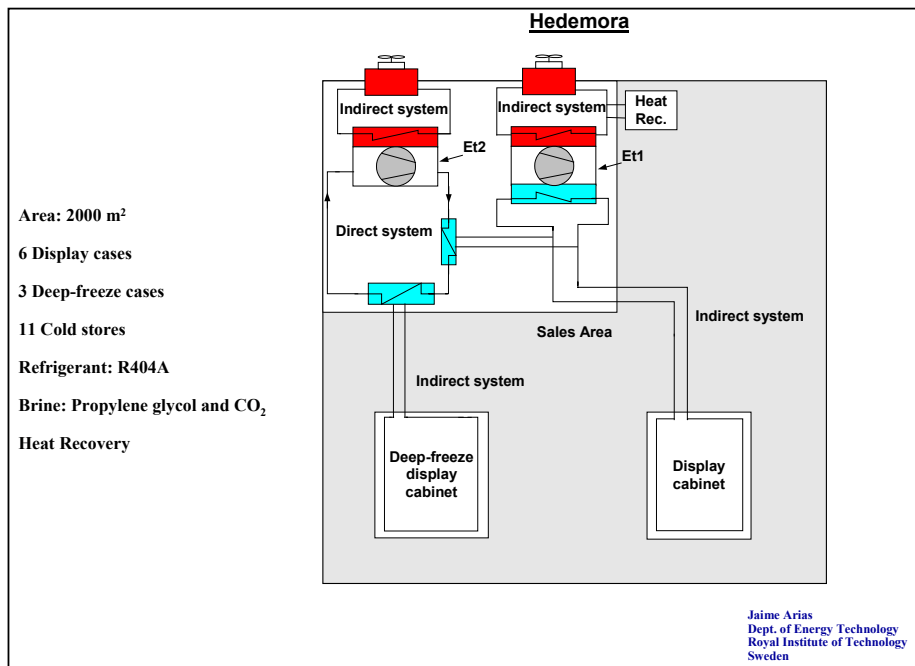 Hedemora
Indirect system
Indirect system
Heat
Rec.
Et2
Et1
Area: 2000 m²
6 Display cases
3 Deep-freeze cases
11 Cold stores
Refrigerant: R404A
Brine: Propylene glycol and CO₂
Heat Recovery
Direct system
Sales Area
Indirect system
Indirect system
Deep-freeze
display
cabinet
Display
cabinet
Jaime Arias
Dept. of Energy Technology
Royal Institute of Technology
Sweden